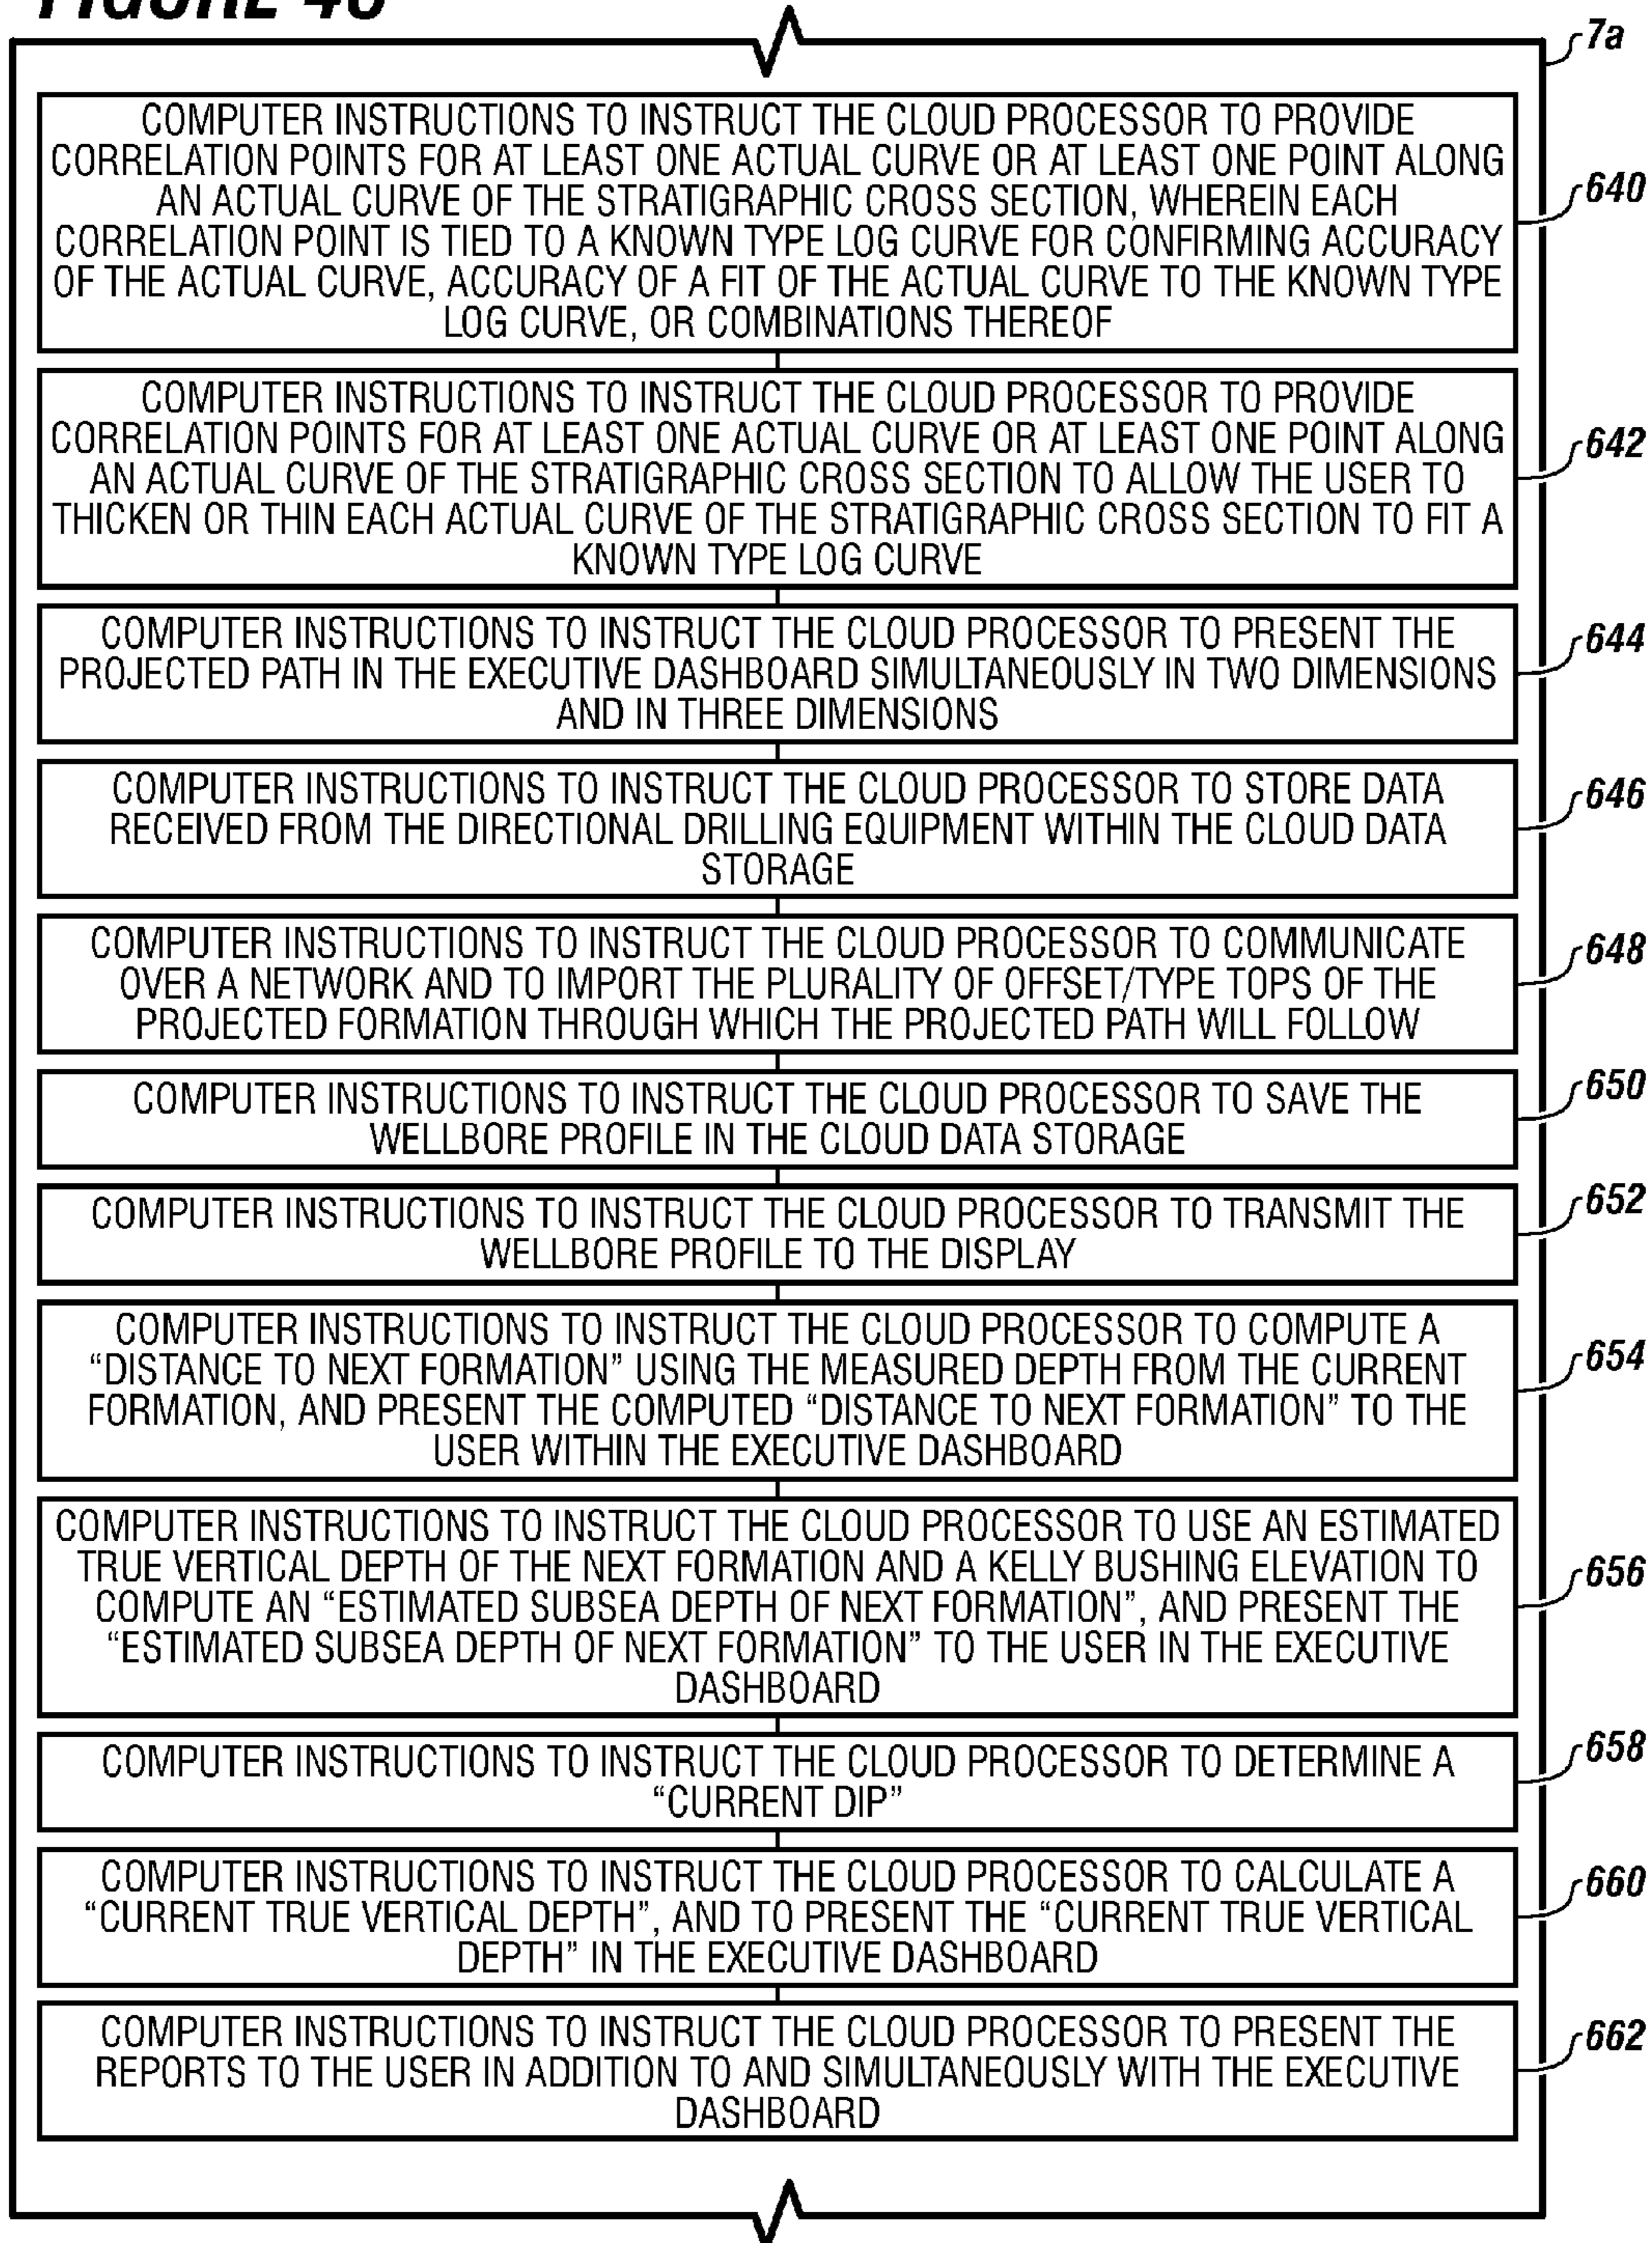 FIGURE
7a
COMPUTER INSTRUCTIONS TO INSTRUCT THE CLOUD PROCESSOR TO PROVIDE
CORRELATION POINTS FOR AT LEAST ONE ACTUAL CURVE OR AT LEAST ONE POINT ALONG
AN ACTUAL CURVE OF THE STRATIGRAPHIC CROSS SECTION, WHEREIN EACH
CORRELATION POINT IS TIED TO A KNOWN TYPE LOG CURVE FOR CONFIRMING ACCURACY
OF THE ACTUAL CURVE, ACCURACY OF A FIT OF THE ACTUAL CURVE TO THE KNOWN TYPE
LOG CURVE, OR COMBINATIONS THEREOF
640
COMPUTER INSTRUCTIONS TO INSTRUCT THE CLOUD PROCESSOR TO PROVIDE
CORRELATION POINTS FOR AT LEAST ONE ACTUAL CURVE OR AT LEAST ONE POINT ALONG
AN ACTUAL CURVE OF THE STRATIGRAPHIC CROSS SECTION TO ALLOW THE USER TO
THICKEN OR THIN EACH ACTUAL CURVE OF THE STRATIGRAPHIC CROSS SECTION TO FIT A
KNOWN TYPE LOG CURVE
642
COMPUTER INSTRUCTIONS TO INSTRUCT THE CLOUD PROCESSOR TO PRESENT THE
PROJECTED PATH IN THE EXECUTIVE DASHBOARD SIMULTANEOUSLY IN TWO DIMENSIONS
AND IN THREE DIMENSIONS
644
COMPUTER INSTRUCTIONS TO INSTRUCT THE CLOUD PROCESSOR TO STORE DATA
RECEIVED FROM THE DIRECTIONAL DRILLING EQUIPMENT WITHIN THE CLOUD DATA
STORAGE
646
COMPUTER INSTRUCTIONS TO INSTRUCT THE CLOUD PROCESSOR TO COMMUNICATE
OVER A NETWORK AND TO IMPORT THE PLURALITY OF OFFSET/TYPE TOPS OF THE
PROJECTED FORMATION THROUGH WHICH THE PROJECTED PATH WILL FOLLOW
648
COMPUTER INSTRUCTIONS TO INSTRUCT THE CLOUD PROCESSOR TO SAVE THE
WELLBORE PROFILE IN THE CLOUD DATA STORAGE
650
COMPUTER INSTRUCTIONS TO INSTRUCT THE CLOUD PROCESSOR TO TRANSMIT THE
WELLBORE PROFILE TO THE DISPLAY
652
COMPUTER INSTRUCTIONS TO INSTRUCT THE CLOUD PROCESSOR TO COMPUTE A
“DISTANCE TO NEXT FORMATION” USING THE MEASURED DEPTH FROM THE CURRENT
FORMATION, AND PRESENT THE COMPUTED “DISTANCE TO NEXT FORMATION” TO THE
USER WITHIN THE EXECUTIVE DASHBOARD
654
COMPUTER INSTRUCTIONS TO INSTRUCT THE CLOUD PROCESSOR TO USE AN ESTIMATED
TRUE VERTICAL DEPTH OF THE NEXT FORMATION AND A KELLY BUSHING ELEVATION TO
COMPUTE AN “ESTIMATED SUBSEA DEPTH OF NEXT FORMATION”, AND PRESENT THE
“ESTIMATED SUBSEA DEPTH OF NEXT FORMATION” TO THE USER IN THE EXECUTIVE
DASHBOARD
656
COMPUTER INSTRUCTIONS TO INSTRUCT THE CLOUD PROCESSOR TO DETERMINE A
“CURRENT DIP”
658
COMPUTER INSTRUCTIONS TO INSTRUCT THE CLOUD PROCESSOR TO CALCULATE A
“CURRENT TRUE VERTICAL DEPTH”, AND TO PRESENT THE “CURRENT TRUE VERTICAL
DEPTH” IN THE EXECUTIVE DASHBOARD
660
COMPUTER INSTRUCTIONS TO INSTRUCT THE CLOUD PROCESSOR TO PRESENT THE
REPORTS TO THE USER IN ADDITION TO AND SIMULTANEOUSLY WITH THE EXECUTIVE
DASHBOARD
662